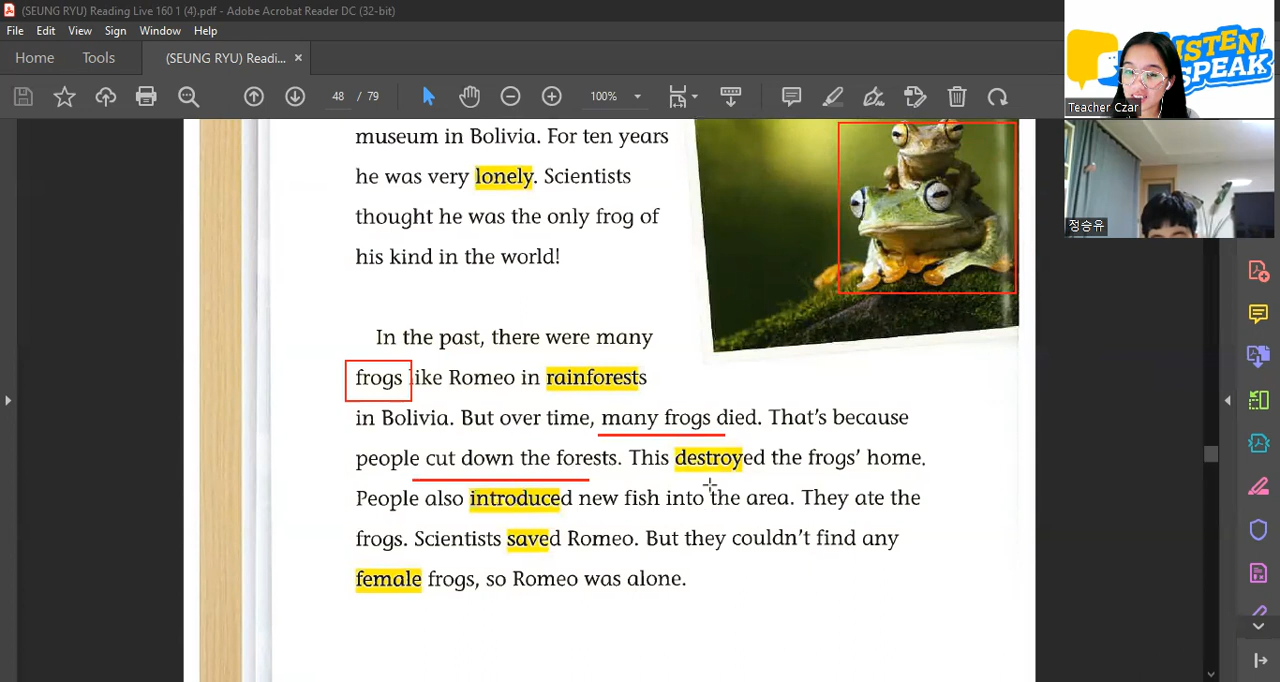 (SEUNG RYU) Reading Live 160 1 (4).pdf - Adobe Acrobat Reader DC (32-bit)
File Edit View Sign Window Help
Home Tools (SEUNG RYU) Readi... ×
48 / 79 100%
LISTEN
SPEAK
Teacher Czar
정승유
museum in Bolivia. For ten years
he was very lonely. Scientists
thought he was the only frog of
his kind in the world!
In the past, there were many
frogs like Romeo in rainforests
in Bolivia. But over time, many frogs died. That's because
people cut down the forests. This destroyed the frogs' home.
People also introduced new fish into the area. They ate the
frogs. Scientists saved Romeo. But they couldn't find any
female frogs, so Romeo was alone.